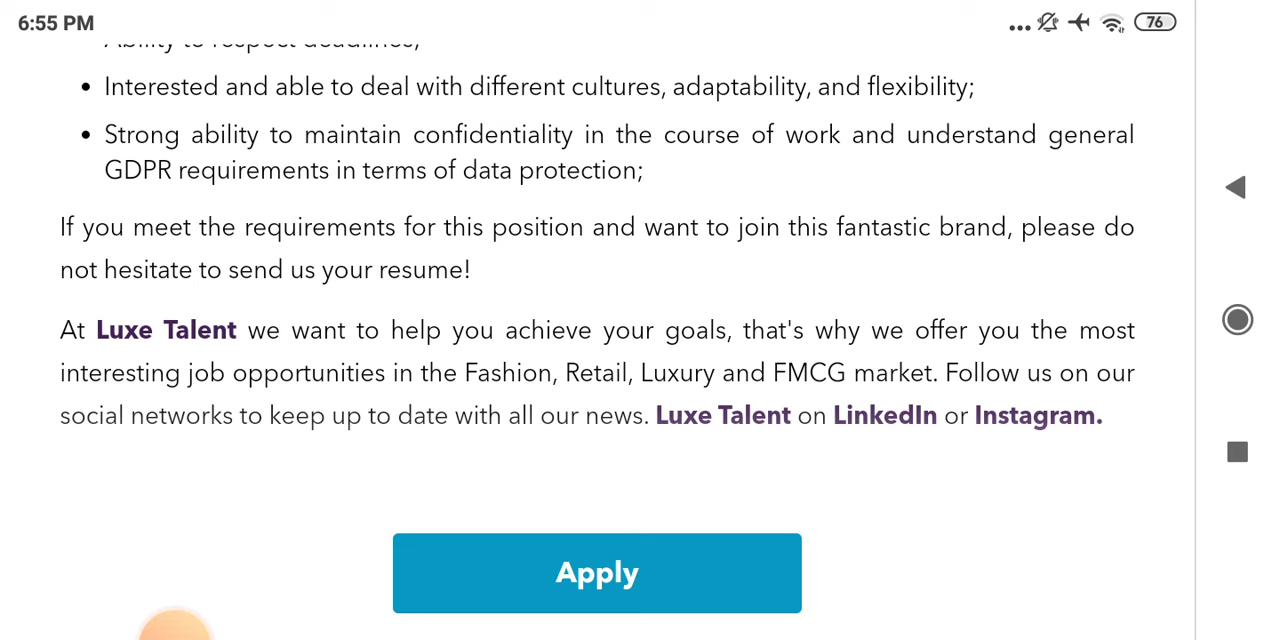 6:55 PM
76
Ability to respect deadlines;
Interested and able to deal with different cultures, adaptability, and flexibility;
Strong ability to maintain confidentiality in the course of work and understand general
GDPR requirements in terms of data protection;
If you meet the requirements for this position and want to join this fantastic brand, please do
not hesitate to send us your resume!
At Luxe Talent we want to help you achieve your goals, that's why we offer you the most
interesting job opportunities in the Fashion, Retail, Luxury and FMCG market. Follow us on our
social networks to keep up to date with all our news. Luxe Talent on LinkedIn or Instagram.
Apply